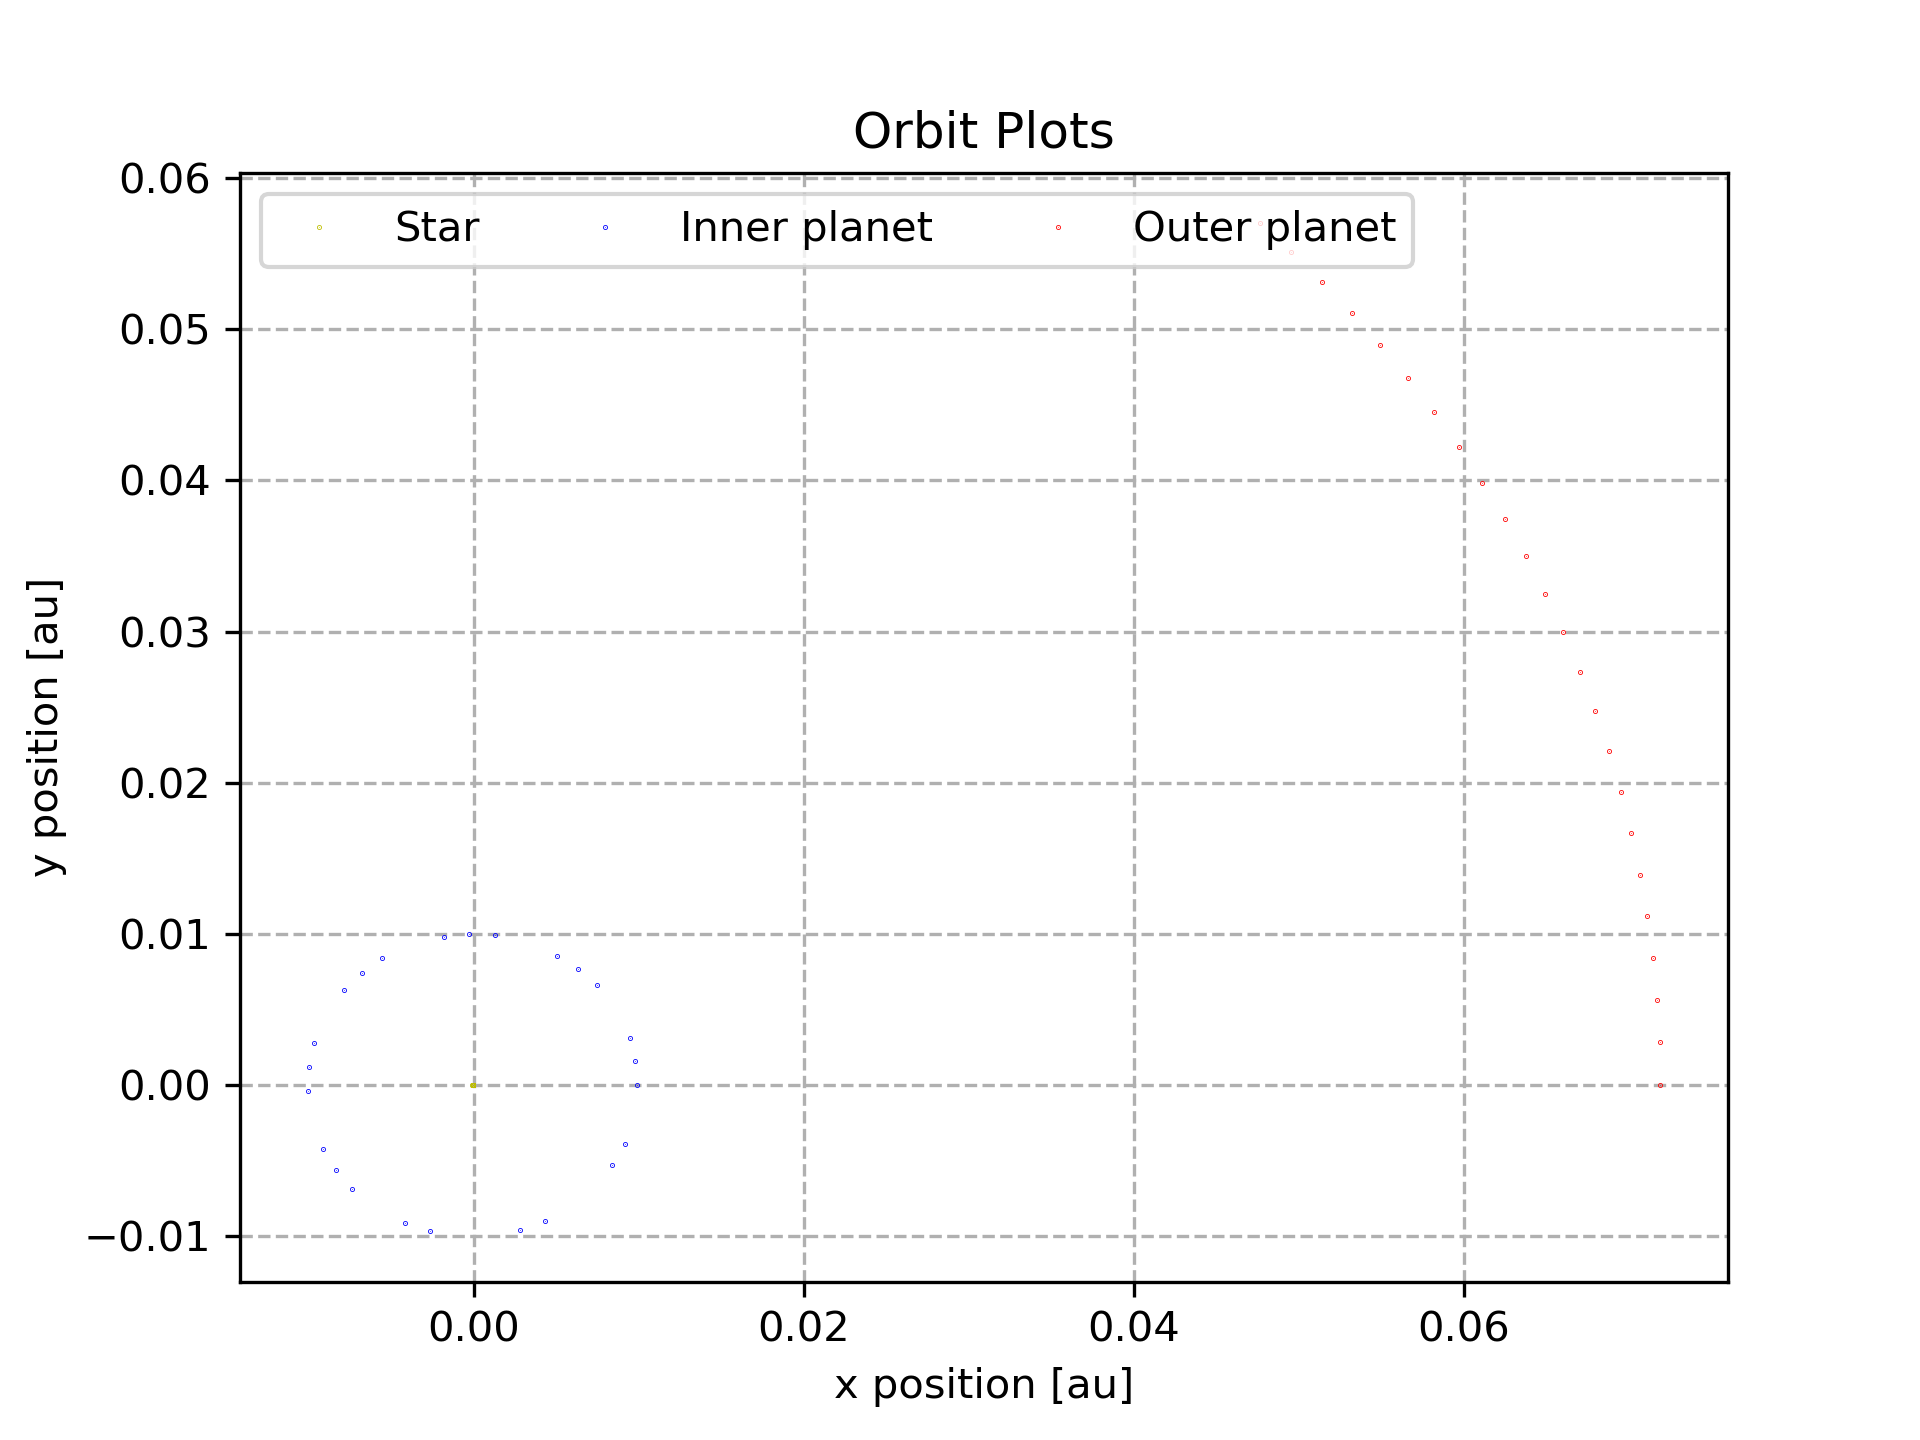 Orbit Plots
Star Inner planet Outer planet
0.06
0.05
0.04
0.03
0.02
0.01
0.00
−0.01
y position [au]
0.00 0.02 0.04 0.06
x position [au]